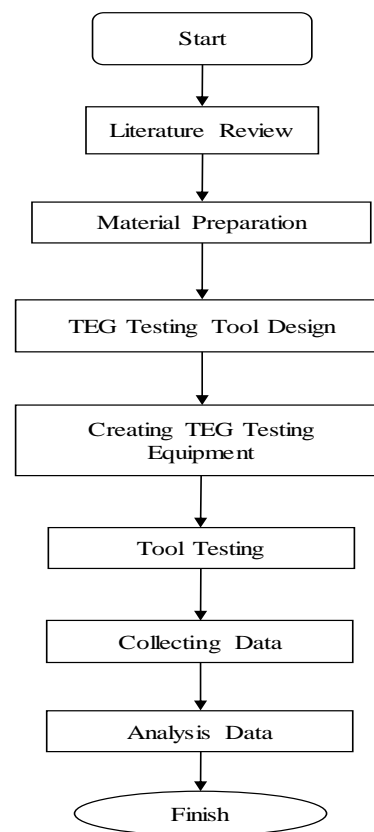 Start
Literature Review
Material Preparation
TEG Testing Tool Design
Creating TEG Testing
Equipment
Tool Testing
Collecting Data
Analysis Data
Finish